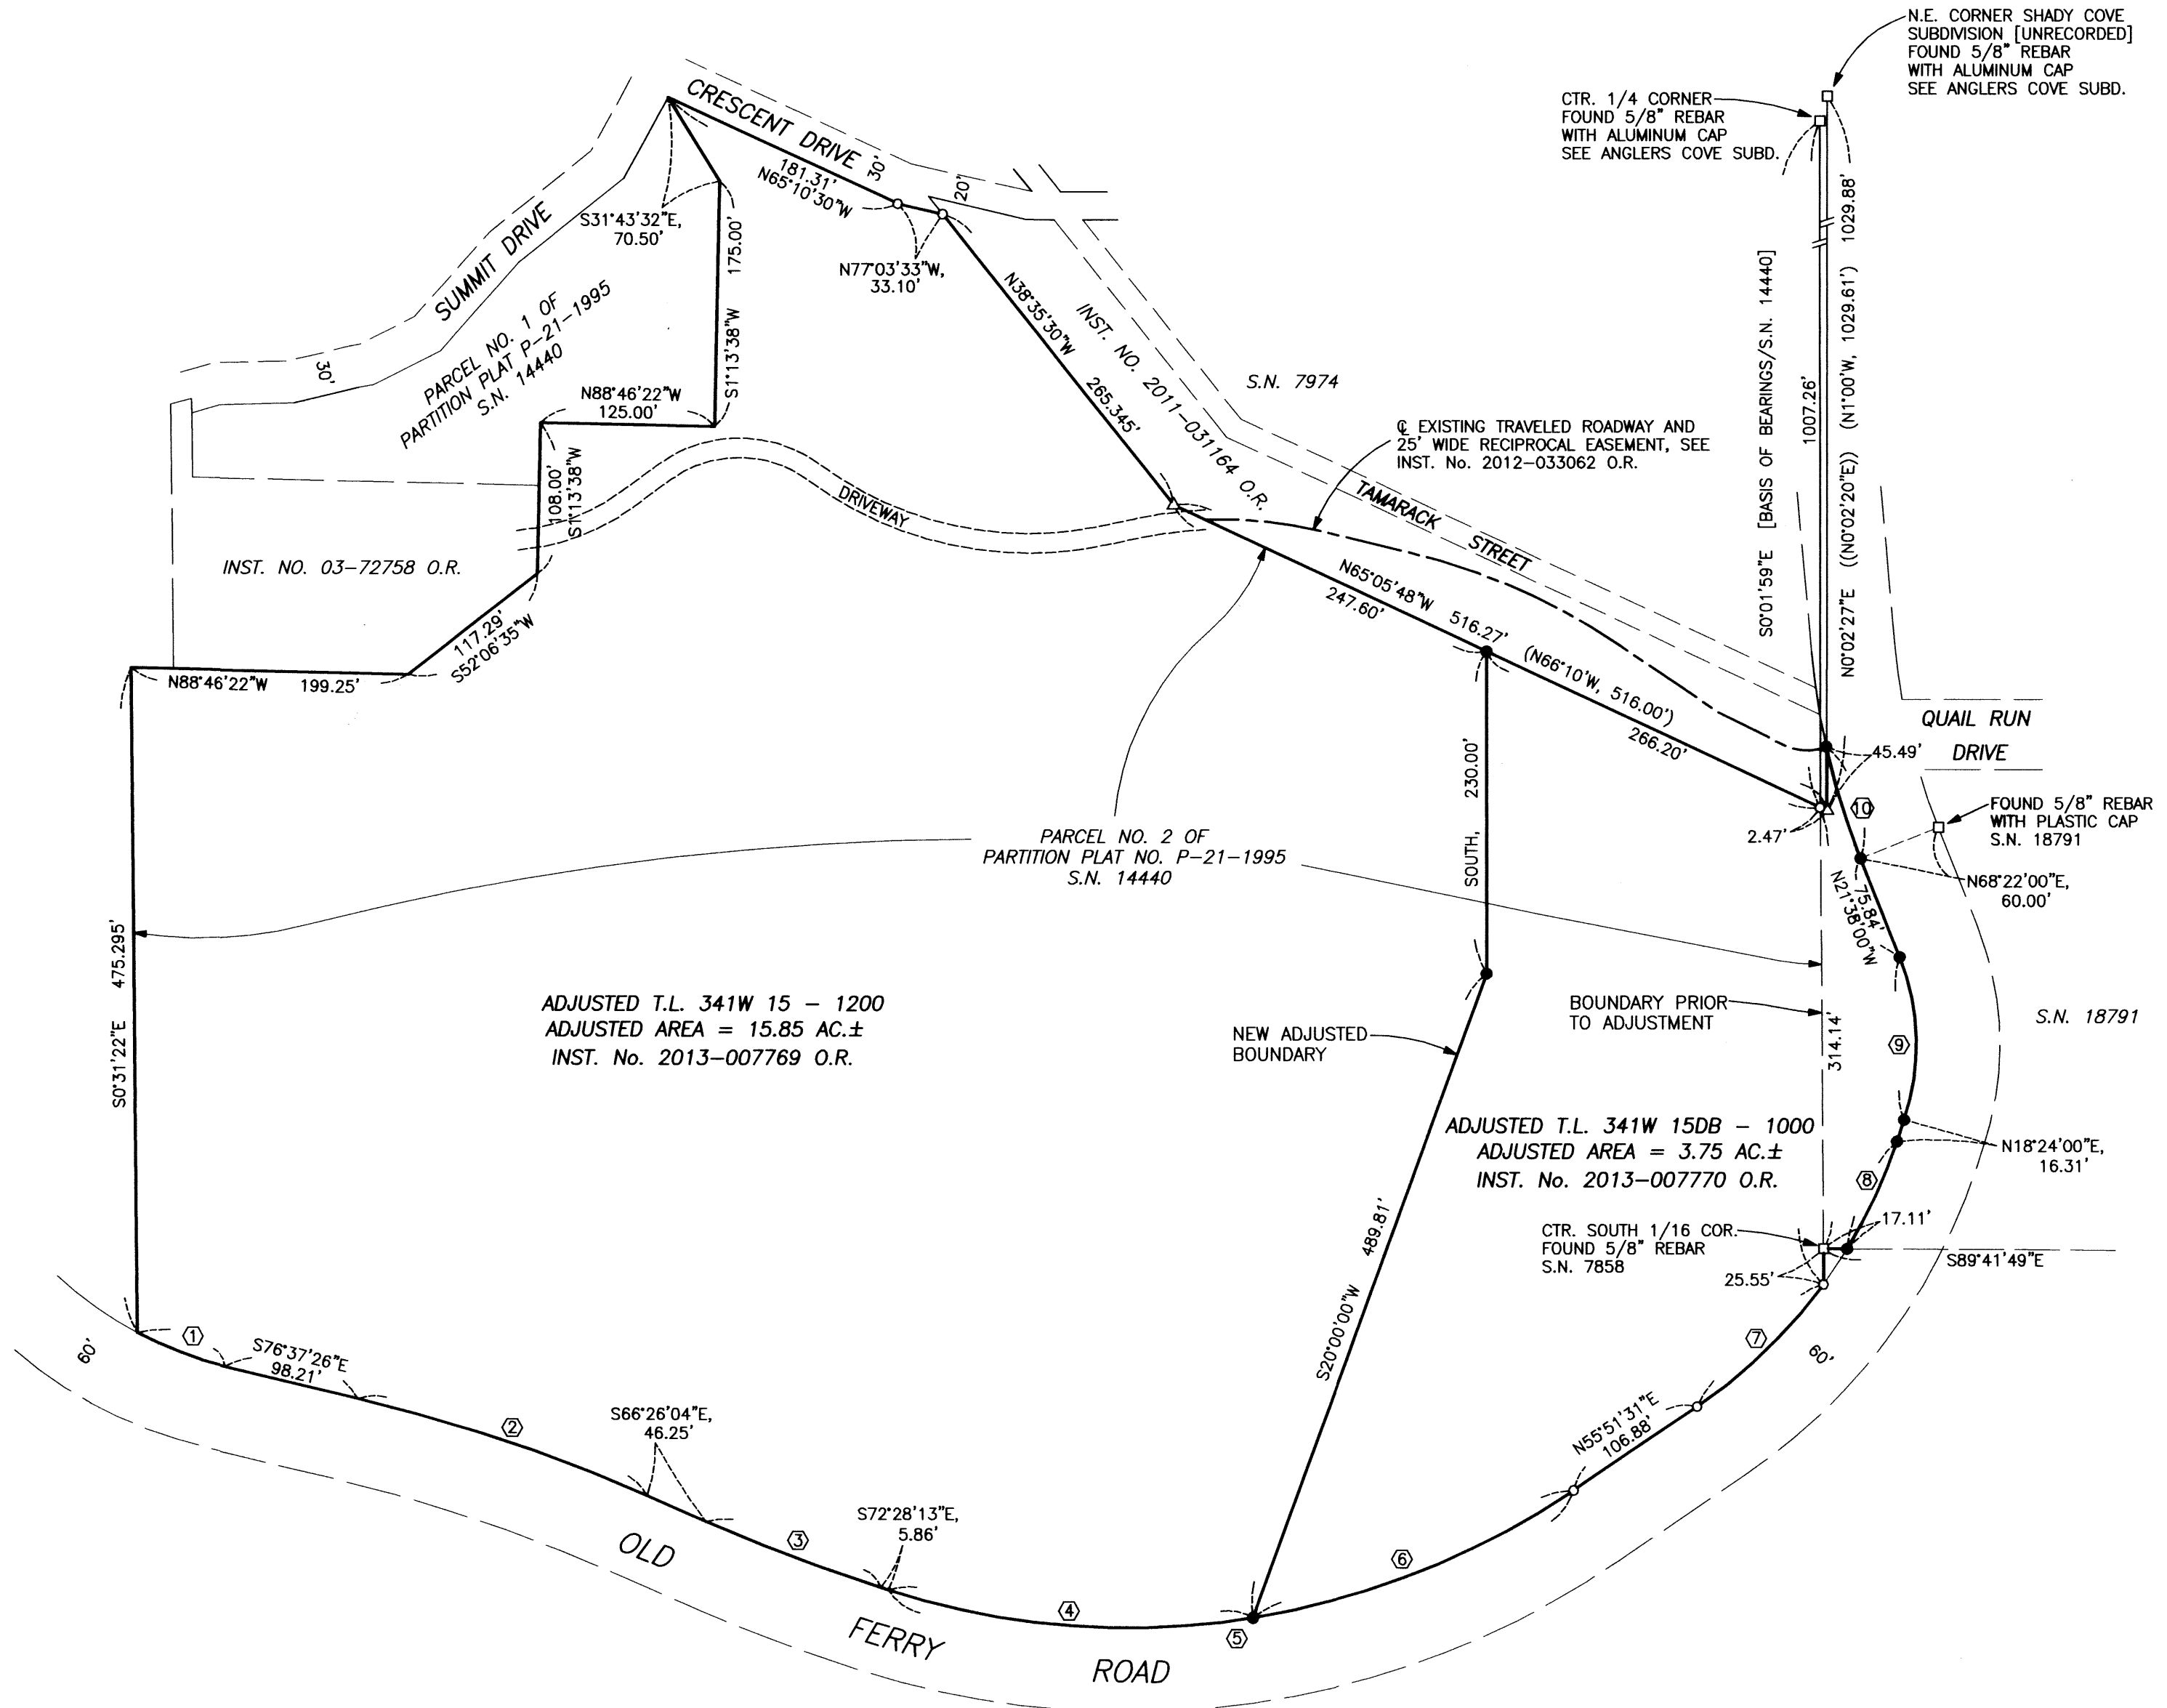 N.E. CORNER SHADY COVE
SUBDIVISION [UNRECORDED]
FOUND 5/8" REBAR
WITH ALUMINUM CAP
SEE ANGLERS COVE SUBD.
CTR. 1/4 CORNER
FOUND 5/8" REBAR
WITH ALUMINUM CAP
SEE ANGLERS COVE SUBD.
CRESCENT DRIVE
30'
20'
181.31'
N65°10'30"W
S31°43'32"E,
70.50'
175.00'
S1°13'38"W
N77°03'33"W,
33.10'
SUMMIT DRIVE
30'
PARCEL NO. 1 OF
PARTITION PLAT P-21-1995
S.N. 14440
N88°46'22"W
125.00'
108.00'
S1°13'38"W
N38°35'30"W
265.345'
INST. NO. 2011-031164 O.R.
S.N. 7974
℄ EXISTING TRAVELED ROADWAY AND
25' WIDE RECIPROCAL EASEMENT, SEE
INST. No. 2012-033062 O.R.
S0°01'59"E [BASIS OF BEARINGS/S.N. 14440]
1007.26'
N0°02'27"E ((N0°02'20"E)) (N1°00'W, 1029.61') 1029.88'
DRIVEWAY
TAMARACK
STREET
INST. NO. 03-72758 O.R.
117.29'
S52°06'35"W
N88°46'22"W 199.25'
N65°05'48"W 516.27'
(N66°10'W, 516.00')
247.60'
266.20'
QUAIL RUN
DRIVE
45.49'
10
2.47'
FOUND 5/8" REBAR
WITH PLASTIC CAP
S.N. 18791
N68°22'00"E,
60.00'
75.84'
N21°38'00"W
SOUTH, 230.00'
PARCEL NO. 2 OF
PARTITION PLAT NO. P-21-1995
S.N. 14440
S0°31'22"E 475.295'
ADJUSTED T.L. 341W 15 - 1200
ADJUSTED AREA = 15.85 AC.±
INST. No. 2013-007769 O.R.
NEW ADJUSTED
BOUNDARY
BOUNDARY PRIOR
TO ADJUSTMENT
314.14'
9
S.N. 18791
ADJUSTED T.L. 341W 15DB - 1000
ADJUSTED AREA = 3.75 AC.±
INST. No. 2013-007770 O.R.
N18°24'00"E,
16.31'
8
CTR. SOUTH 1/16 COR.
FOUND 5/8" REBAR
S.N. 7858
17.11'
S89°41'49"E
25.55'
S20°00'00"W 489.81'
7
60'
60'
1
S76°37'26"E
98.21'
2
S66°26'04"E,
46.25'
3
S72°28'13"E,
5.86'
4
5
6
N55°51'31"E
106.88'
OLD
FERRY
ROAD